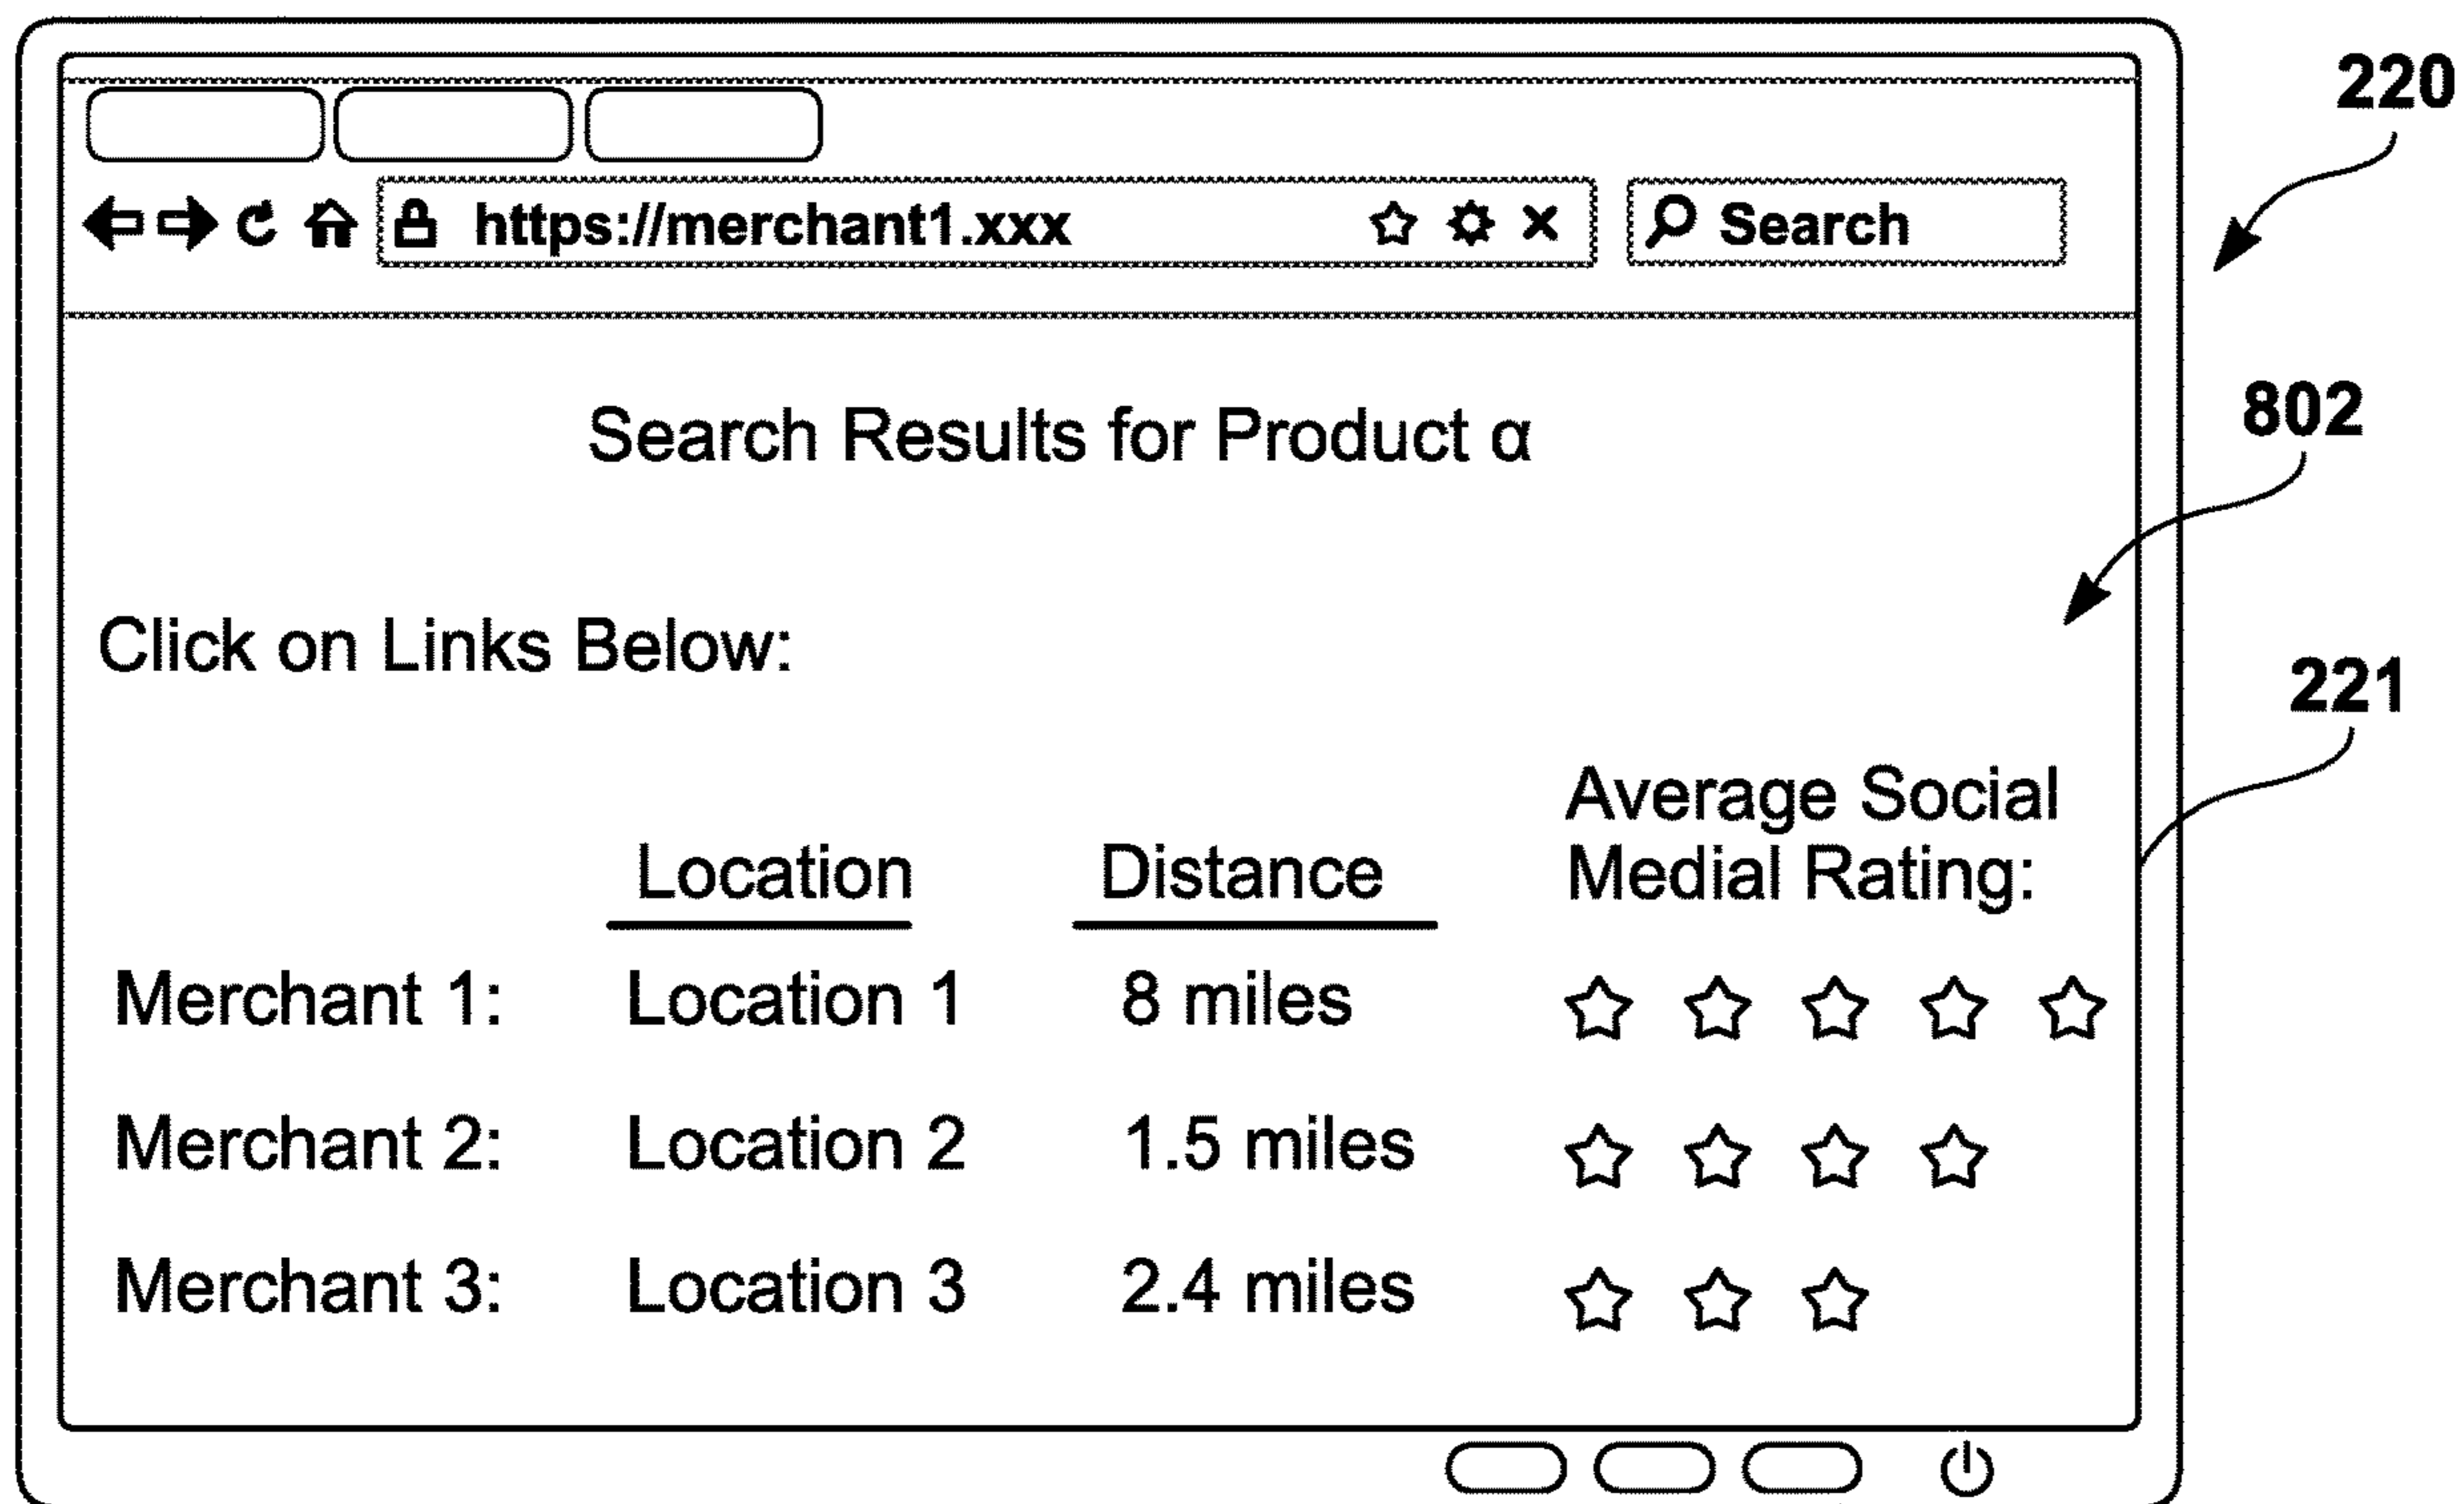 220
https://merchant1.xxx Search
Search Results for Product α
802
Click on Links Below:
221
Average Social
Location Distance Medial Rating:
Merchant 1: Location 1 8 miles
Merchant 2: Location 2 1.5 miles
Merchant 3: Location 3 2.4 miles